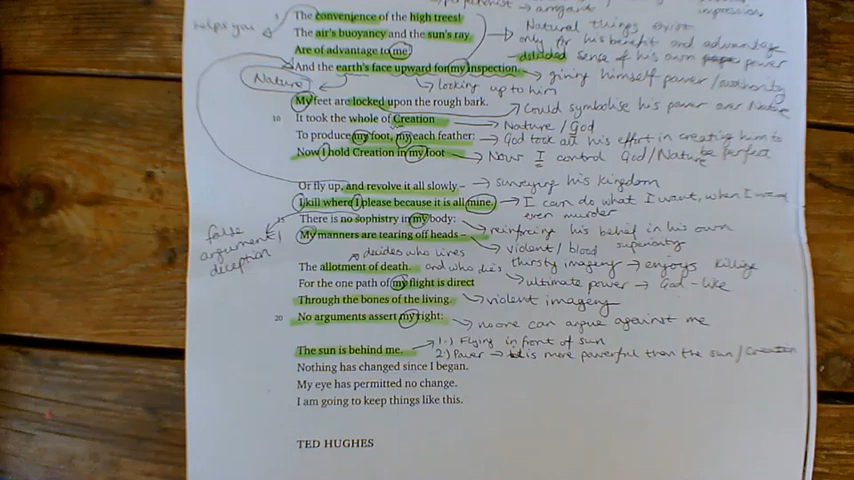 perfectionist → arrogant
impression
The convenience of the high trees!
helps you
Natural things exist
The air's buoyancy and the sun's ray
only for his benefit and advantage
Are of advantage to me;
deluded sense of his own power
And the earth's face upward for my inspection.
giving himself power/authority
Nature
looking up to him
My feet are locked upon the rough bark.
Could symbolise his power over Nature
10 It took the whole of Creation
Nature / God
To produce my foot, my each feather:
God took all his effort in creating him to be perfect
Now I hold Creation in my foot
Now I control God/Nature
Or fly up, and revolve it all slowly –
surveying his kingdom
I kill where I please because it is all mine.
I can do what I want, when I want
even murder
There is no sophistry in my body:
reinforcing his belief in his own
superiority
false
argument
deception
My manners are tearing off heads –
violent / blood
thirsty imagery → enjoys killing
decides who lives
and who dies
The allotment of death.
ultimate power → God-like
For the one path of my flight is direct
Through the bones of the living.
violent imagery
20 No arguments assert my right:
no one can argue against me
The sun is behind me.
1.) Flying in front of sun
2.) Power → is more powerful than the sun / Creation
Nothing has changed since I began.
My eye has permitted no change.
I am going to keep things like this.
TED HUGHES